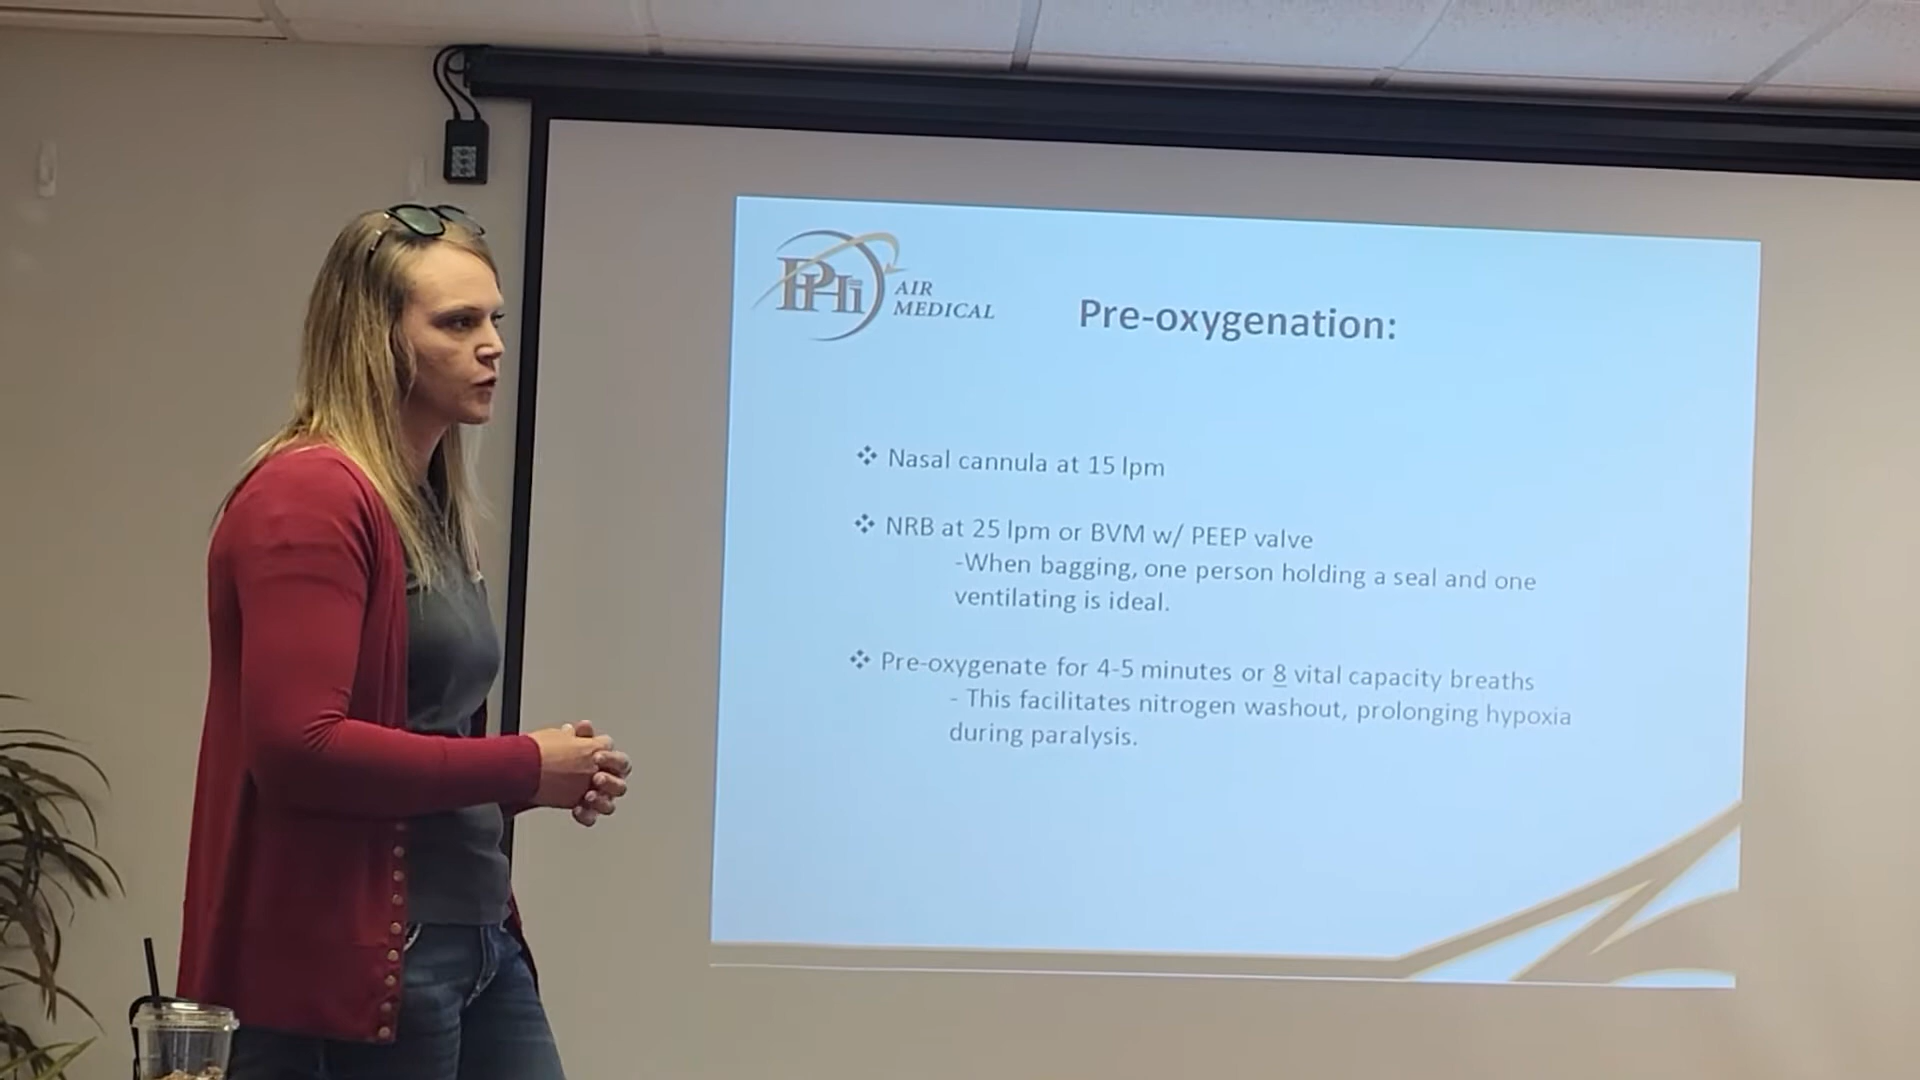 PHi
AIR
MEDICAL
Pre-oxygenation:
❖ Nasal cannula at 15 lpm
❖ NRB at 25 lpm or BVM w/ PEEP valve
-When bagging, one person holding a seal and one
ventilating is ideal.
❖ Pre-oxygenate for 4-5 minutes or 8 vital capacity breaths
- This facilitates nitrogen washout, prolonging hypoxia
during paralysis.